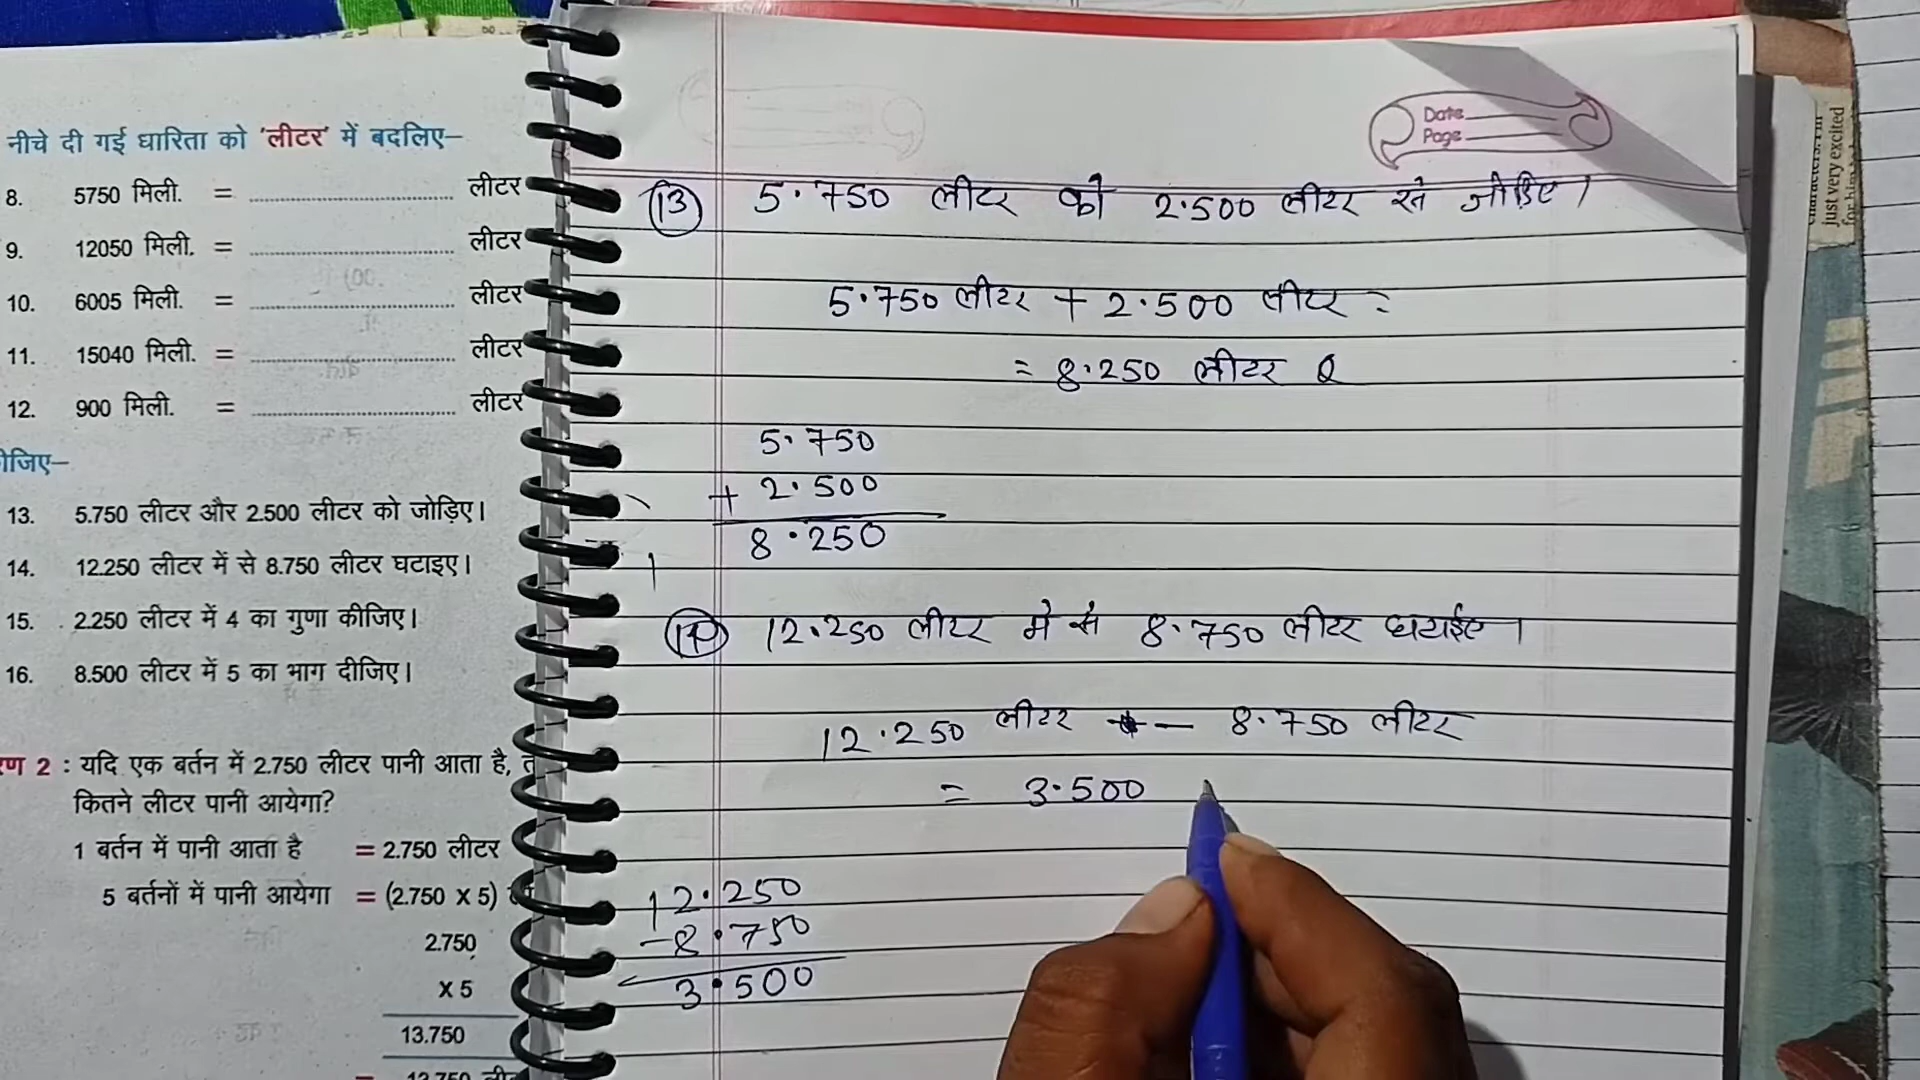 नीचे दी गई धारिता को 'लीटर' में बदलिए–
8. 5750 मिली. = .......... लीटर
9. 12050 मिली. = .......... लीटर
10. 6005 मिली. = .......... लीटर
11. 15040 मिली. = .......... लीटर
12. 900 मिली. = .......... लीटर
जिए–
13. 5.750 लीटर और 2.500 लीटर को जोड़िए।
14. 12.250 लीटर में से 8.750 लीटर घटाइए।
15. 2.250 लीटर में 4 का गुणा कीजिए।
16. 8.500 लीटर में 5 का भाग दीजिए।
रण 2 : यदि एक बर्तन में 2.750 लीटर पानी आता है,
कितने लीटर पानी आयेगा?
1 बर्तन में पानी आता है = 2.750 लीटर
5 बर्तनों में पानी आयेगा = (2.750 x 5)
2.750
x 5
13.750
= 13.750
Date
Page
13 5.750 लीटर को 2.500 लीटर से जोड़िए।
5.750 लीटर + 2.500 लीटर =
= 8.250 लीटर
5.750
+ 2.500
8.250
14 12.250 लीटर मे से 8.750 लीटर घटाईए।
12.250 लीटर – 8.750 लीटर
= 3.500
12.250
– 8.750
3.500
just very excited